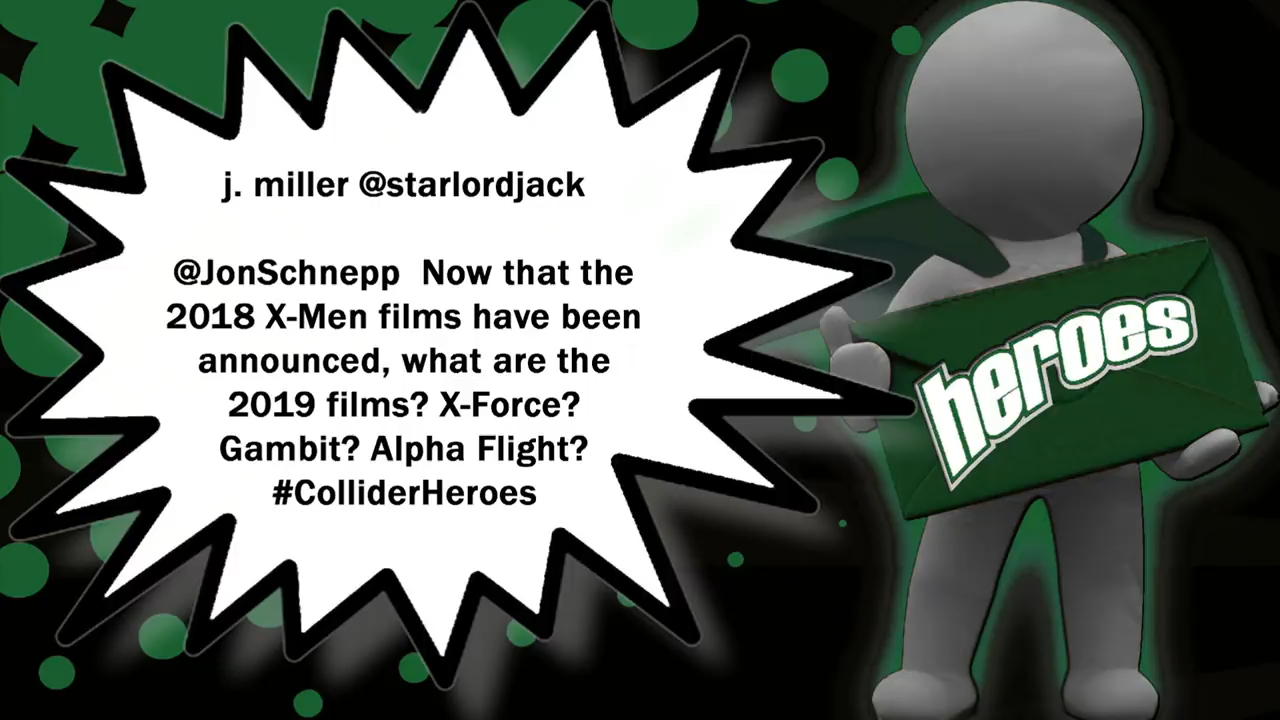 j. miller @starlordjack
@JonSchnepp  Now that the
2018 X-Men films have been
announced, what are the
2019 films? X-Force?
Gambit? Alpha Flight?
#ColliderHeroes
heroes